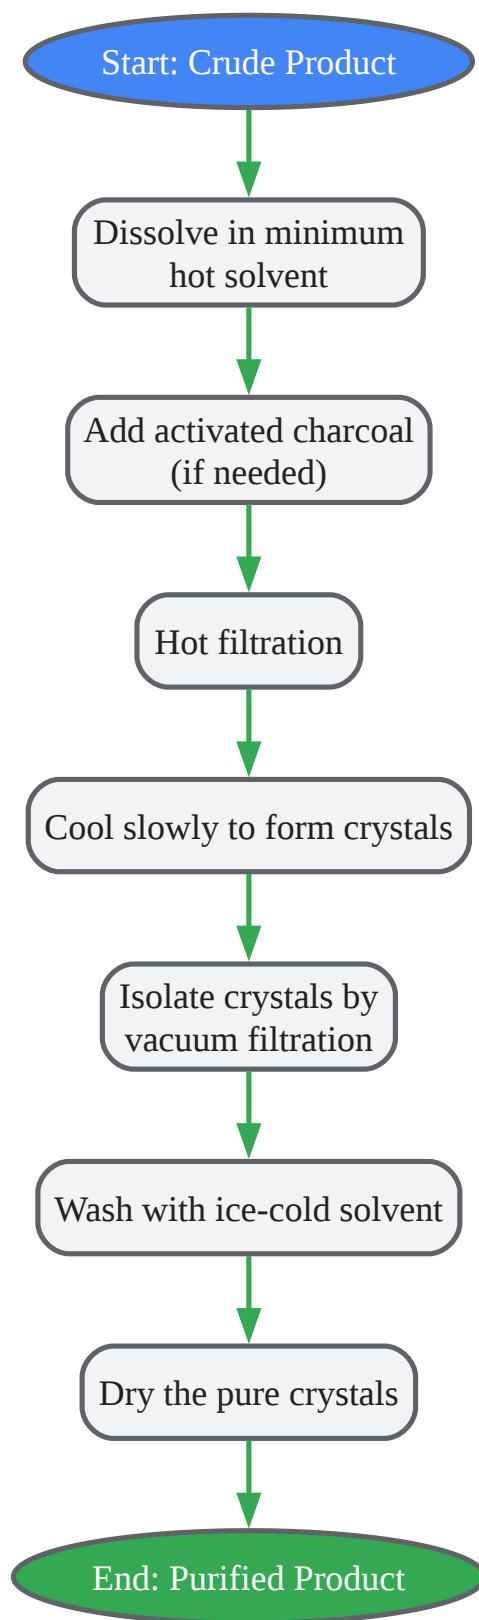 Start: Crude Product
Dissolve in minimum
hot solvent
Add activated charcoal
(if needed)
Hot filtration
Cool slowly to form crystals
Isolate crystals by
vacuum filtration
Wash with ice-cold solvent
Dry the pure crystals
End: Purified Product